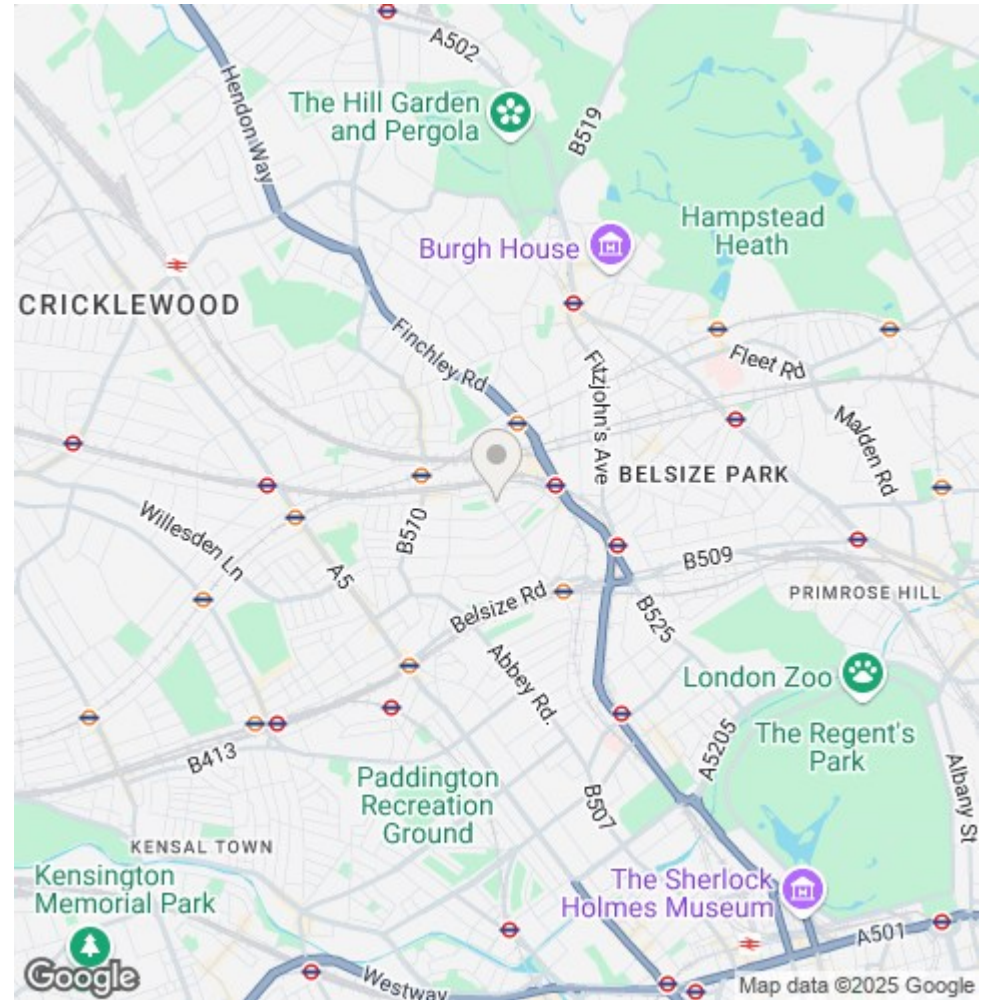 A502
Hendon Way
The Hill Garden
and Pergola
B519
Burgh House
Hampstead
Heath
CRICKLEWOOD
Finchley Rd
Fitzjohn's Ave
Fleet Rd
Malden Rd
BELSIZE PARK
Willesden Ln
B510
A5
B509
Belsize Rd
B525
PRIMROSE HILL
Abbey Rd.
London Zoo
The Regent's
Park
A5205
B413
Paddington
Recreation
Ground
B507
Albany St
KENSAL TOWN
Kensington
Memorial Park
The Sherlock
Holmes Museum
A501
Westway
Google
Map data ©2025 Google